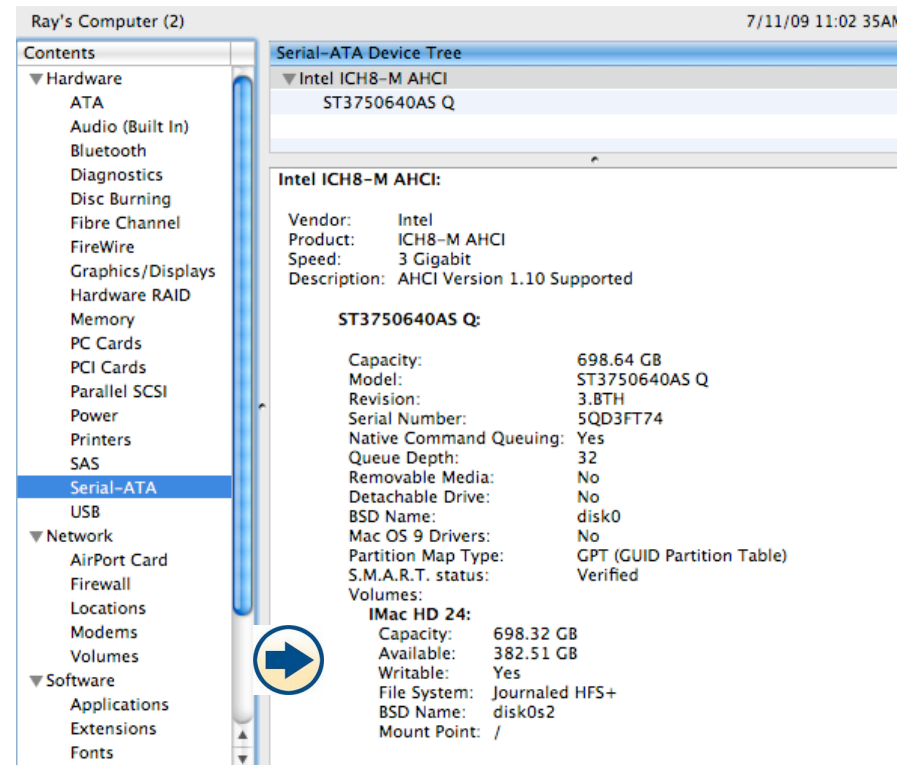 Ray's Computer (2)
7/11/09 11:02 35AM
Contents
Hardware
ATA
Audio (Built In)
Bluetooth
Diagnostics
Disc Burning
Fibre Channel
FireWire
Graphics/Displays
Hardware RAID
Memory
PC Cards
PCI Cards
Parallel SCSI
Power
Printers
SAS
Serial-ATA
USB
Network
AirPort Card
Firewall
Locations
Modems
Volumes
Software
Applications
Extensions
Fonts
Serial-ATA Device Tree
Intel ICH8-M AHCI
ST3750640AS Q
Intel ICH8-M AHCI:
Vendor: Intel
Product: ICH8-M AHCI
Speed: 3 Gigabit
Description: AHCI Version 1.10 Supported
ST3750640AS Q:
Capacity: 698.64 GB
Model: ST3750640AS Q
Revision: 3.BTH
Serial Number: 5QD3FT74
Native Command Queuing: Yes
Queue Depth: 32
Removable Media: No
Detachable Drive: No
BSD Name: disk0
Mac OS 9 Drivers: No
Partition Map Type: GPT (GUID Partition Table)
S.M.A.R.T. status: Verified
Volumes:
IMac HD 24:
Capacity: 698.32 GB
Available: 382.51 GB
Writable: Yes
File System: Journaled HFS+
BSD Name: disk0s2
Mount Point: /